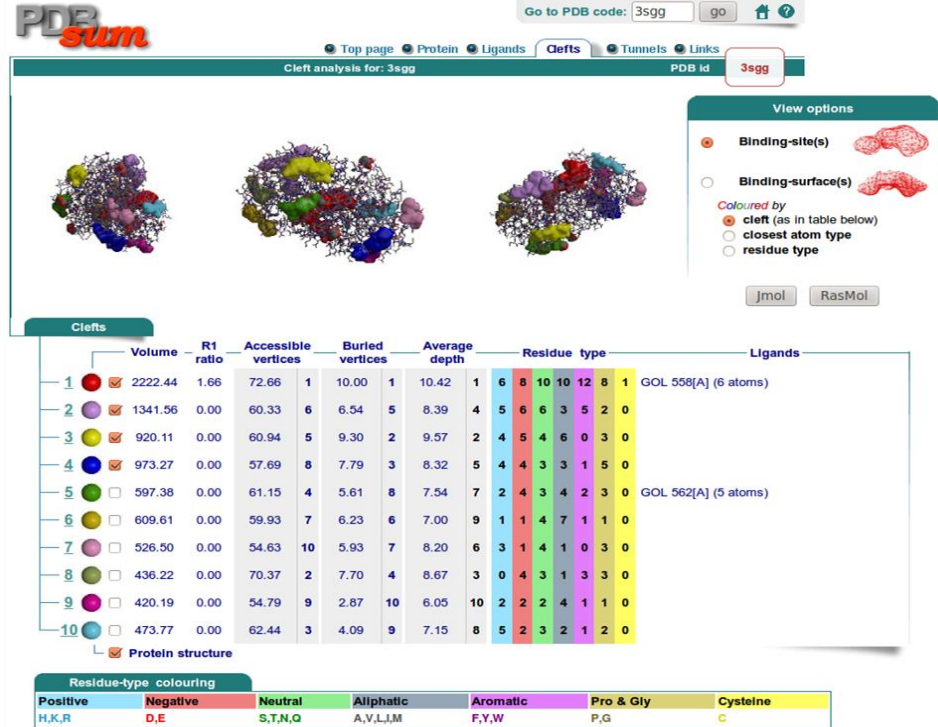 PDBsum
Go to PDB code: 3sgg go
Top page Protein Ligands Clefts Tunnels Links
Cleft analysis for: 3sgg PDB id 3sgg
View options
Binding-site(s)
Binding-surface(s)
Coloured by
cleft (as in table below)
closest atom type
residue type
Jmol RasMol
Clefts
Volume R1 ratio Accessible vertices Buried vertices Average depth Residue type Ligands
1 2222.44 1.66 72.66 1 10.00 1 10.42 1 6 8 10 10 12 8 1 GOL 558[A] (6 atoms)
2 1341.56 0.00 60.33 6 6.54 5 8.39 4 5 6 6 3 5 2 0
3 920.11 0.00 60.94 5 9.30 2 9.57 2 4 5 4 6 0 3 0
4 973.27 0.00 57.69 8 7.79 3 8.32 5 4 4 3 3 1 5 0
5 597.38 0.00 61.15 4 5.61 8 7.54 7 2 4 3 4 2 3 0 GOL 562[A] (5 atoms)
6 609.61 0.00 59.93 7 6.23 6 7.00 9 1 1 4 7 1 1 0
7 526.50 0.00 54.63 10 5.93 7 8.20 6 3 1 4 1 0 3 0
8 436.22 0.00 70.37 2 7.70 4 8.67 3 0 4 3 1 3 3 0
9 420.19 0.00 54.79 9 2.87 10 6.05 10 2 2 2 4 1 1 0
10 473.77 0.00 62.44 3 4.09 9 7.15 8 5 2 3 2 1 2 0
Protein structure
Residue-type colouring
Positive Negative Neutral Aliphatic Aromatic Pro & Gly Cysteine
H,K,R D,E S,T,N,Q A,V,L,I,M F,Y,W P,G C